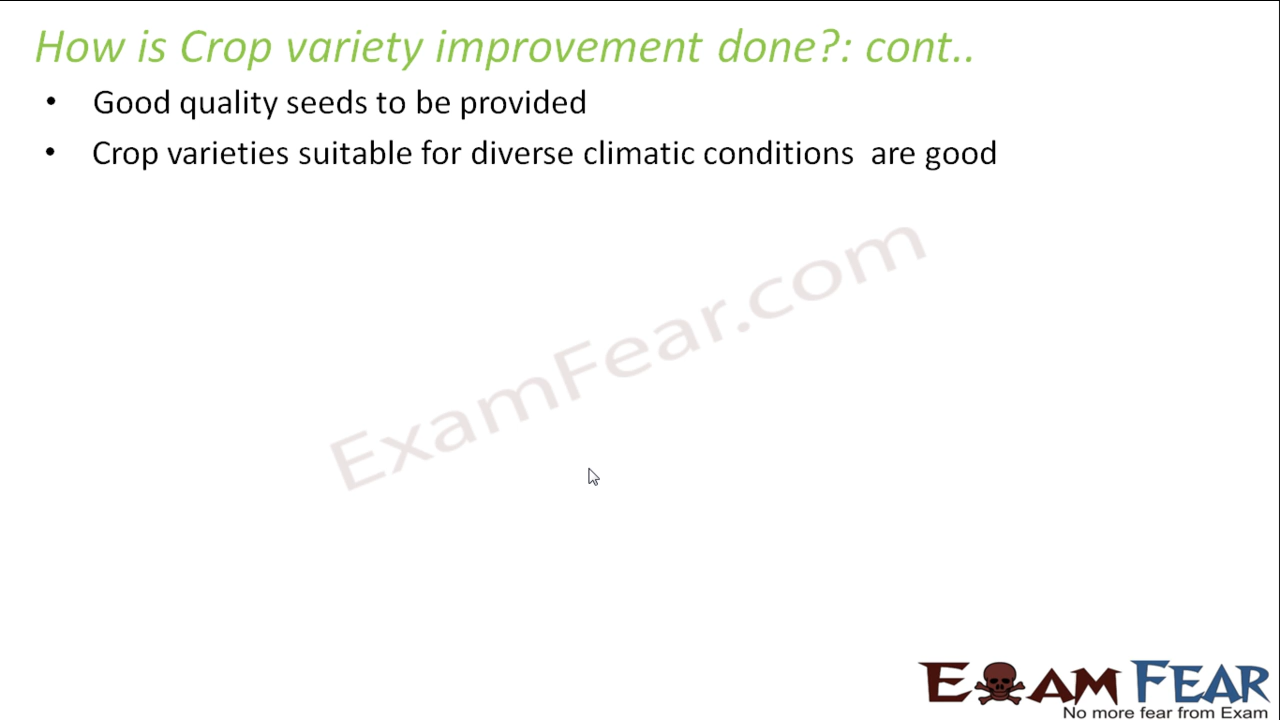 How is Crop variety improvement done?: cont..
• Good quality seeds to be provided
• Crop varieties suitable for diverse climatic conditions  are good
ExamFear.com
EXAM FEAR
No more fear from Exam